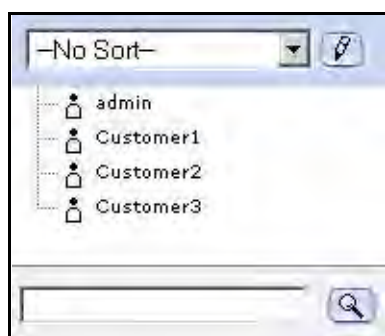 –No Sort–
admin
Customer1
Customer2
Customer3